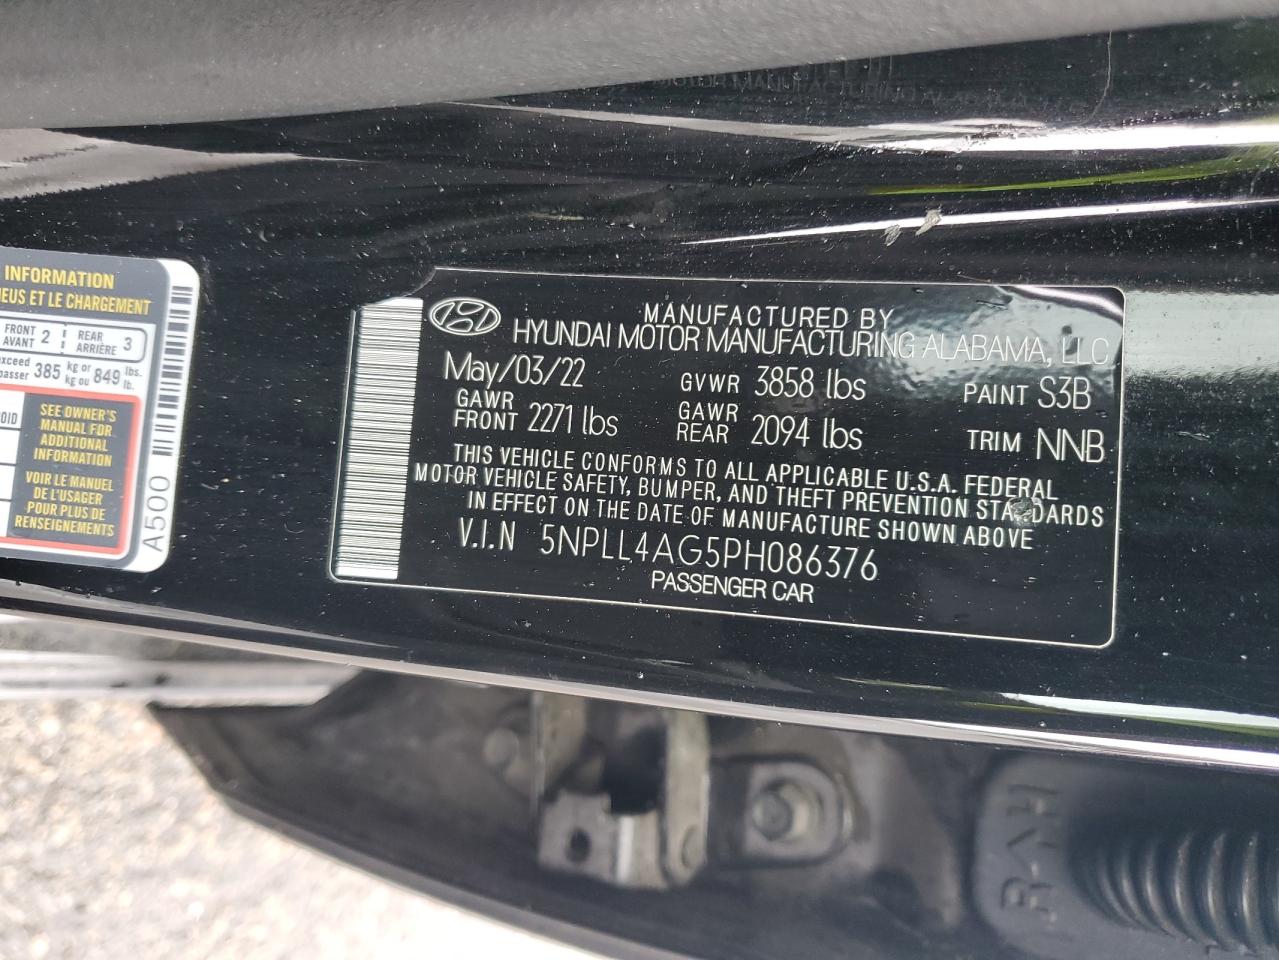 INFORMATION
NEUS ET LE CHARGEMENT
FRONT AVANT 2 REAR ARRIÈRE 3
exceed
passer 385 kg or kg ou 849 lbs. lb.
SEE OWNER'S
MANUAL FOR
ADDITIONAL
INFORMATION
VOIR LE MANUEL
DE L'USAGER
POUR PLUS DE
RENSEIGNEMENTS
A500
MANUFACTURED BY
HYUNDAI MOTOR MANUFACTURING ALABAMA, LLC
May/03/22 GVWR 3858 lbs PAINT S3B
GAWR FRONT 2271 lbs GAWR REAR 2094 lbs TRIM NNB
THIS VEHICLE CONFORMS TO ALL APPLICABLE U.S.A. FEDERAL
MOTOR VEHICLE SAFETY, BUMPER, AND THEFT PREVENTION STANDARDS
IN EFFECT ON THE DATE OF MANUFACTURE SHOWN ABOVE
V.I.N 5NPLL4AG5PH086376
PASSENGER CAR